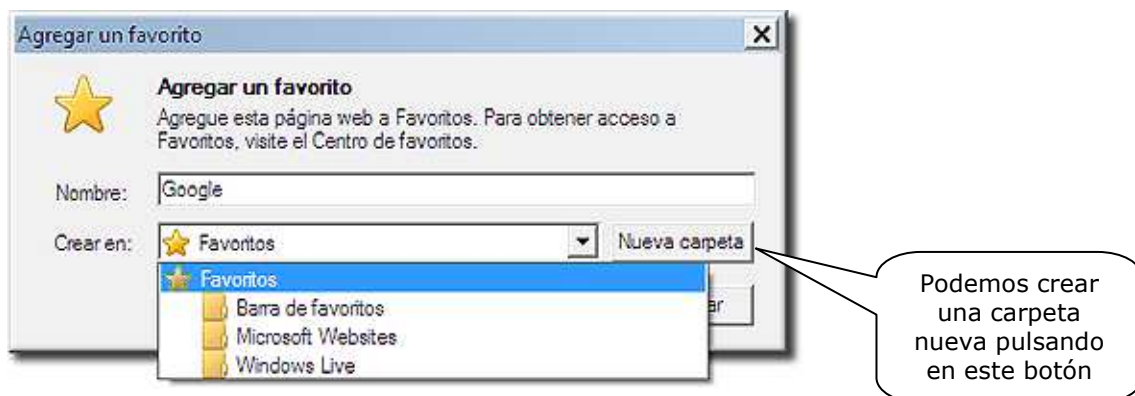 Agregar un favorito
Agregar un favorito
Agregue esta página web a Favoritos. Para obtener acceso a
Favoritos, visite el Centro de favoritos.
Nombre: Google
Crear en: Favoritos Nueva carpeta
Favoritos
Barra de favoritos
Microsoft Websites
Windows Live
Podemos crear
una carpeta
nueva pulsando
en este botón